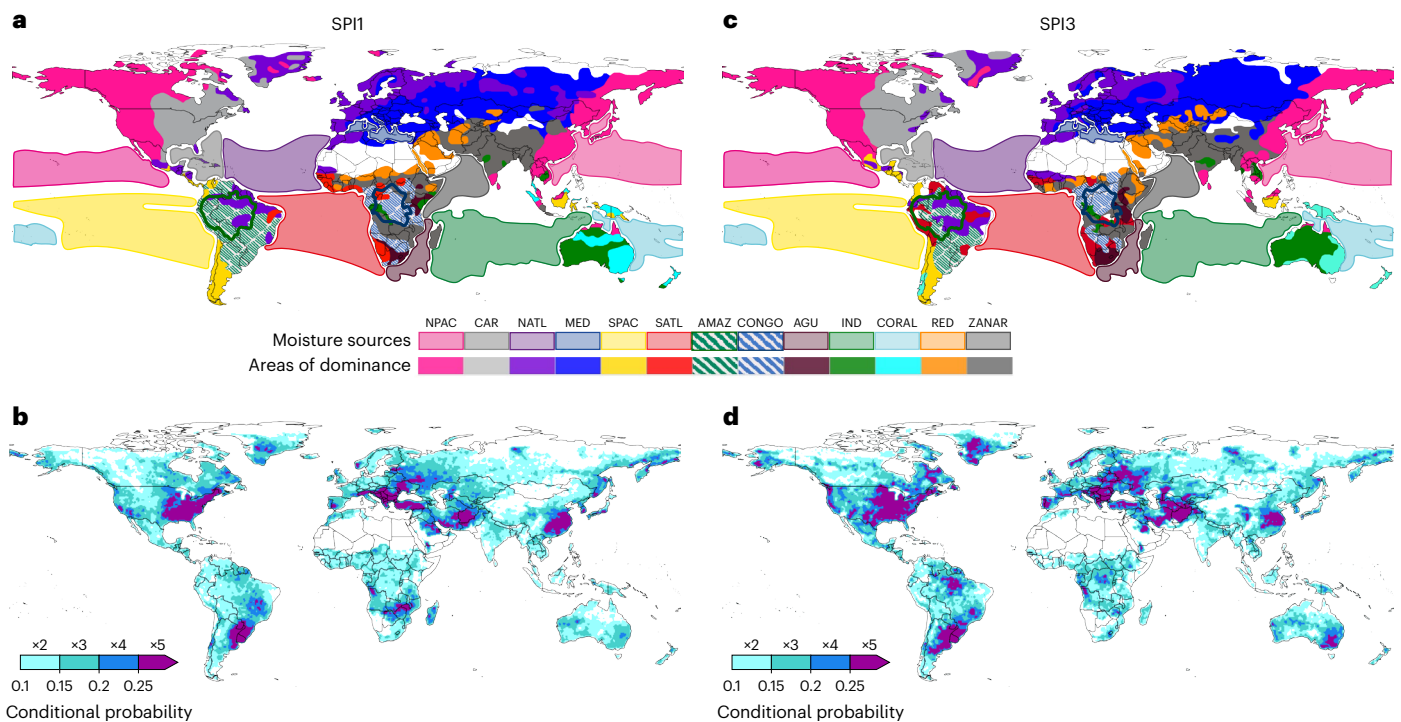 a SPI1
c SPI3
NPAC CAR NATL MED SPAC SATL AMAZ CONGO AGU IND CORAL RED ZANAR
Moisture sources
Areas of dominance
b
d
×2 ×3 ×4 ×5
0.1 0.15 0.2 0.25
Conditional probability
×2 ×3 ×4 ×5
0.1 0.15 0.2 0.25
Conditional probability